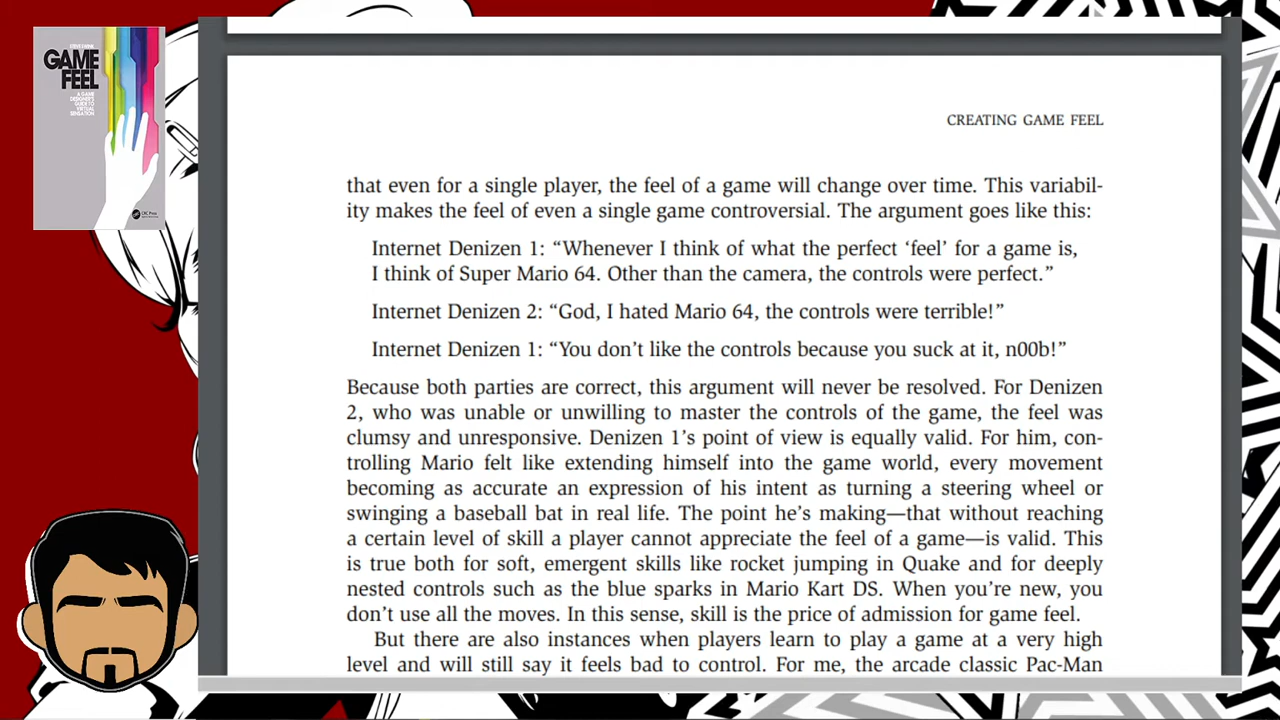 STEVE SWINK
GAME
FEEL
A GAME
DESIGNER'S
GUIDE TO
VIRTUAL
SENSATION
CRC Press
CREATING GAME FEEL
that even for a single player, the feel of a game will change over time. This variabil-
ity makes the feel of even a single game controversial. The argument goes like this:
Internet Denizen 1: “Whenever I think of what the perfect ‘feel’ for a game is,
I think of Super Mario 64. Other than the camera, the controls were perfect.”
Internet Denizen 2: “God, I hated Mario 64, the controls were terrible!”
Internet Denizen 1: “You don’t like the controls because you suck at it, n00b!”
Because both parties are correct, this argument will never be resolved. For Denizen
2, who was unable or unwilling to master the controls of the game, the feel was
clumsy and unresponsive. Denizen 1’s point of view is equally valid. For him, con-
trolling Mario felt like extending himself into the game world, every movement
becoming as accurate an expression of his intent as turning a steering wheel or
swinging a baseball bat in real life. The point he’s making—that without reaching
a certain level of skill a player cannot appreciate the feel of a game—is valid. This
is true both for soft, emergent skills like rocket jumping in Quake and for deeply
nested controls such as the blue sparks in Mario Kart DS. When you’re new, you
don’t use all the moves. In this sense, skill is the price of admission for game feel.
But there are also instances when players learn to play a game at a very high
level and will still say it feels bad to control. For me, the arcade classic Pac-Man